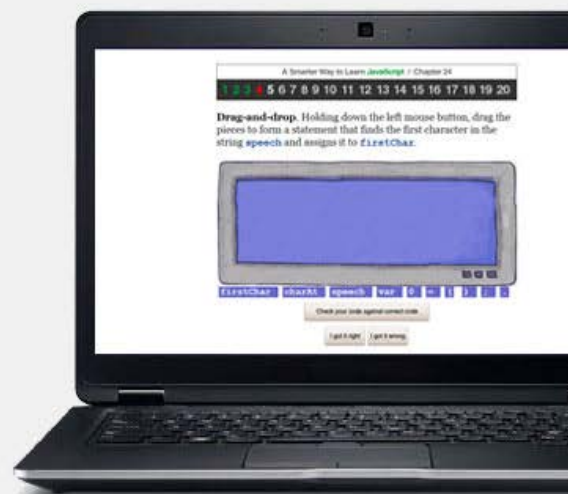 A Smarter Way to Learn JavaScript / Chapter 24
1 2 3 4 5 6 7 8 9 10 11 12 13 14 15 16 17 18 19 20
Drag-and-drop. Holding down the left mouse button, drag the
pieces to form a statement that finds the first character in the
string speech and assigns it to firstChar.
firstChar charAt speech var 0 = ( ) ; .
Check your code against correct code
I got it right I got it wrong